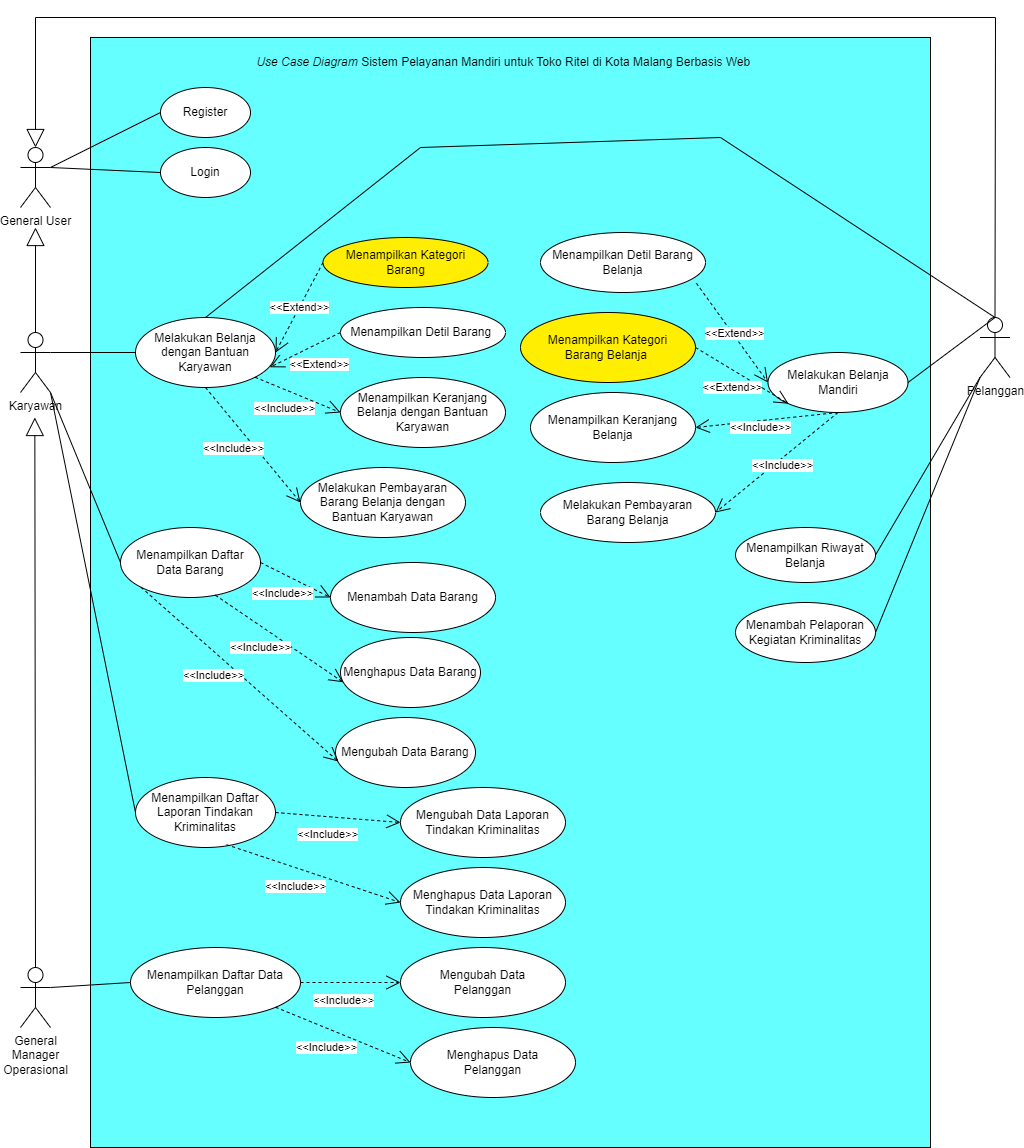 Use Case Diagram Sistem Pelayanan Mandiri untuk Toko Ritel di Kota Malang Berbasis Web
Register
Login
General User
Menampilkan Kategori
Barang
Menampilkan Detil Barang
Belanja
<<Extend>>
Melakukan Belanja
dengan Bantuan
Karyawan
Menampilkan Detil Barang
<<Extend>>
<<Extend>>
Menampilkan Kategori
Barang Belanja
<<Extend>>
Melakukan Belanja
Mandiri
Pelanggan
Karyawan
Menampilkan Keranjang
Belanja dengan Bantuan
Karyawan
<<Include>>
Menampilkan Keranjang
Belanja
<<Include>>
<<Include>>
<<Include>>
Melakukan Pembayaran
Barang Belanja dengan
Bantuan Karyawan
Melakukan Pembayaran
Barang Belanja
Menampilkan Daftar
Data Barang
Menampilkan Riwayat
Belanja
<<Include>>
Menambah Data Barang
Menambah Pelaporan
Kegiatan Kriminalitas
<<Include>>
Menghapus Data Barang
<<Include>>
Mengubah Data Barang
Menampilkan Daftar
Laporan Tindakan
Kriminalitas
<<Include>>
Mengubah Data Laporan
Tindakan Kriminalitas
<<Include>>
Menghapus Data Laporan
Tindakan Kriminalitas
Menampilkan Daftar Data
Pelanggan
<<Include>>
Mengubah Data
Pelanggan
General
Manager
Operasional
<<Include>>
Menghapus Data
Pelanggan